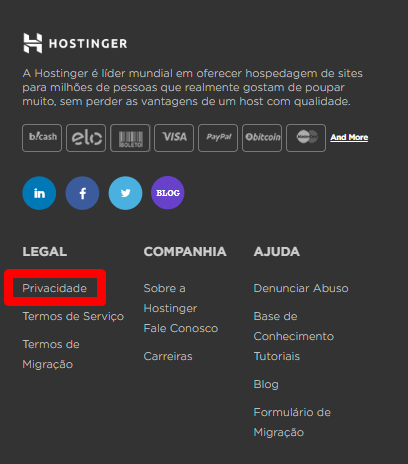 HOSTINGER
A Hostinger é líder mundial em oferecer hospedagem de sites
para milhões de pessoas que realmente gostam de poupar
muito, sem perder as vantagens de um host com qualidade.
b/cash elo BOLETO VISA PayPal bitcoin MasterCard And More
in f BLOG
LEGAL
Privacidade
Termos de Serviço
Termos de
Migração
COMPANHIA
Sobre a
Hostinger
Fale Conosco
Carreiras
AJUDA
Denunciar Abuso
Base de
Conhecimento
Tutoriais
Blog
Formulário de
Migração